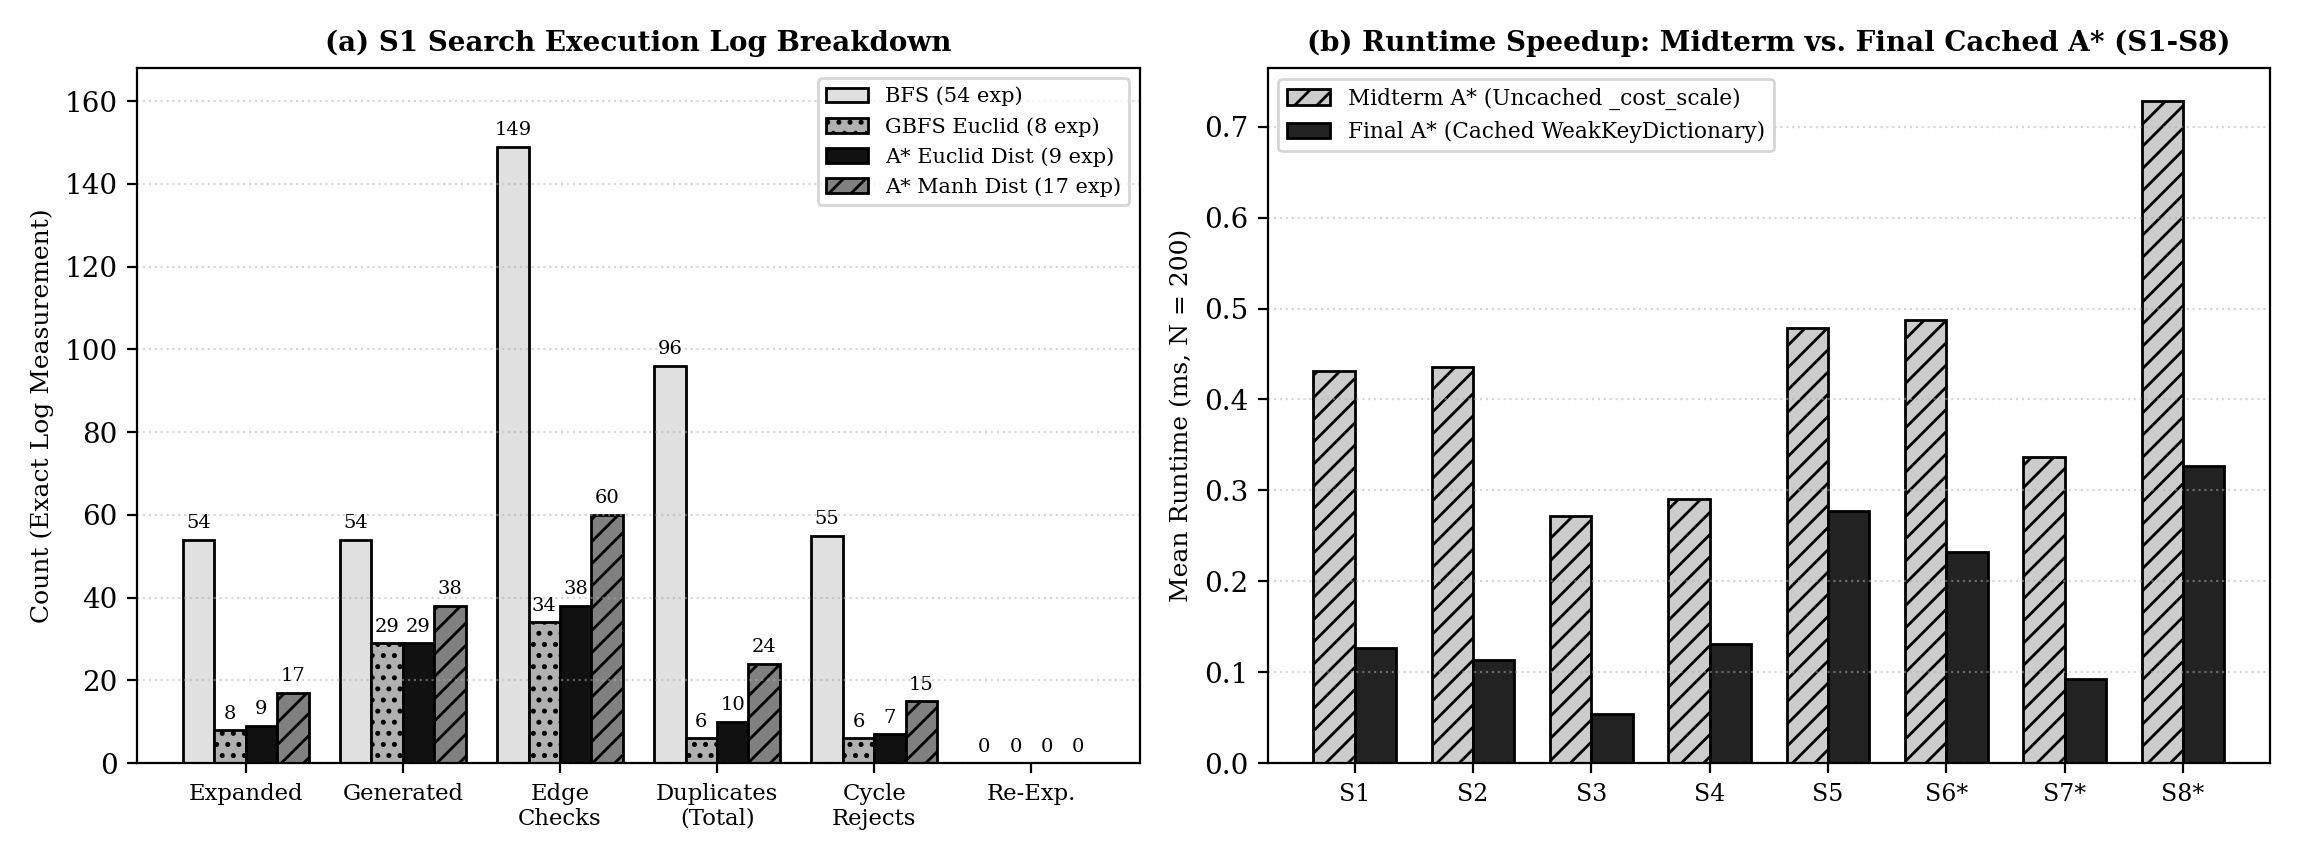 (a) S1 Search Execution Log Breakdown
Count (Exact Log Measurement)
160
140
120
100
80
60
40
20
0
BFS (54 exp)
GBFS Euclid (8 exp)
A* Euclid Dist (9 exp)
A* Manh Dist (17 exp)
54
8
9
17
54
29
29
38
149
34
38
60
96
6
10
24
55
6
7
15
0
0
0
0
Expanded
Generated
Edge
Checks
Duplicates
(Total)
Cycle
Rejects
Re-Exp.
(b) Runtime Speedup: Midterm vs. Final Cached A* (S1-S8)
Mean Runtime (ms, N = 200)
0.7
0.6
0.5
0.4
0.3
0.2
0.1
0.0
Midterm A* (Uncached _cost_scale)
Final A* (Cached WeakKeyDictionary)
S1
S2
S3
S4
S5
S6*
S7*
S8*